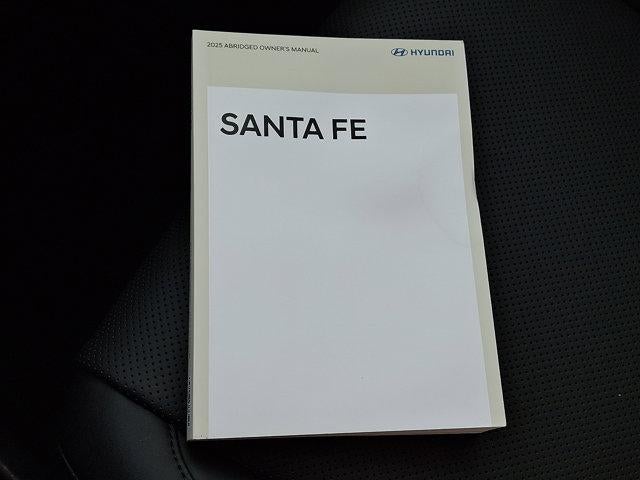 2025 ABRIDGED OWNER'S MANUAL
HYUNDAI
SANTA FE